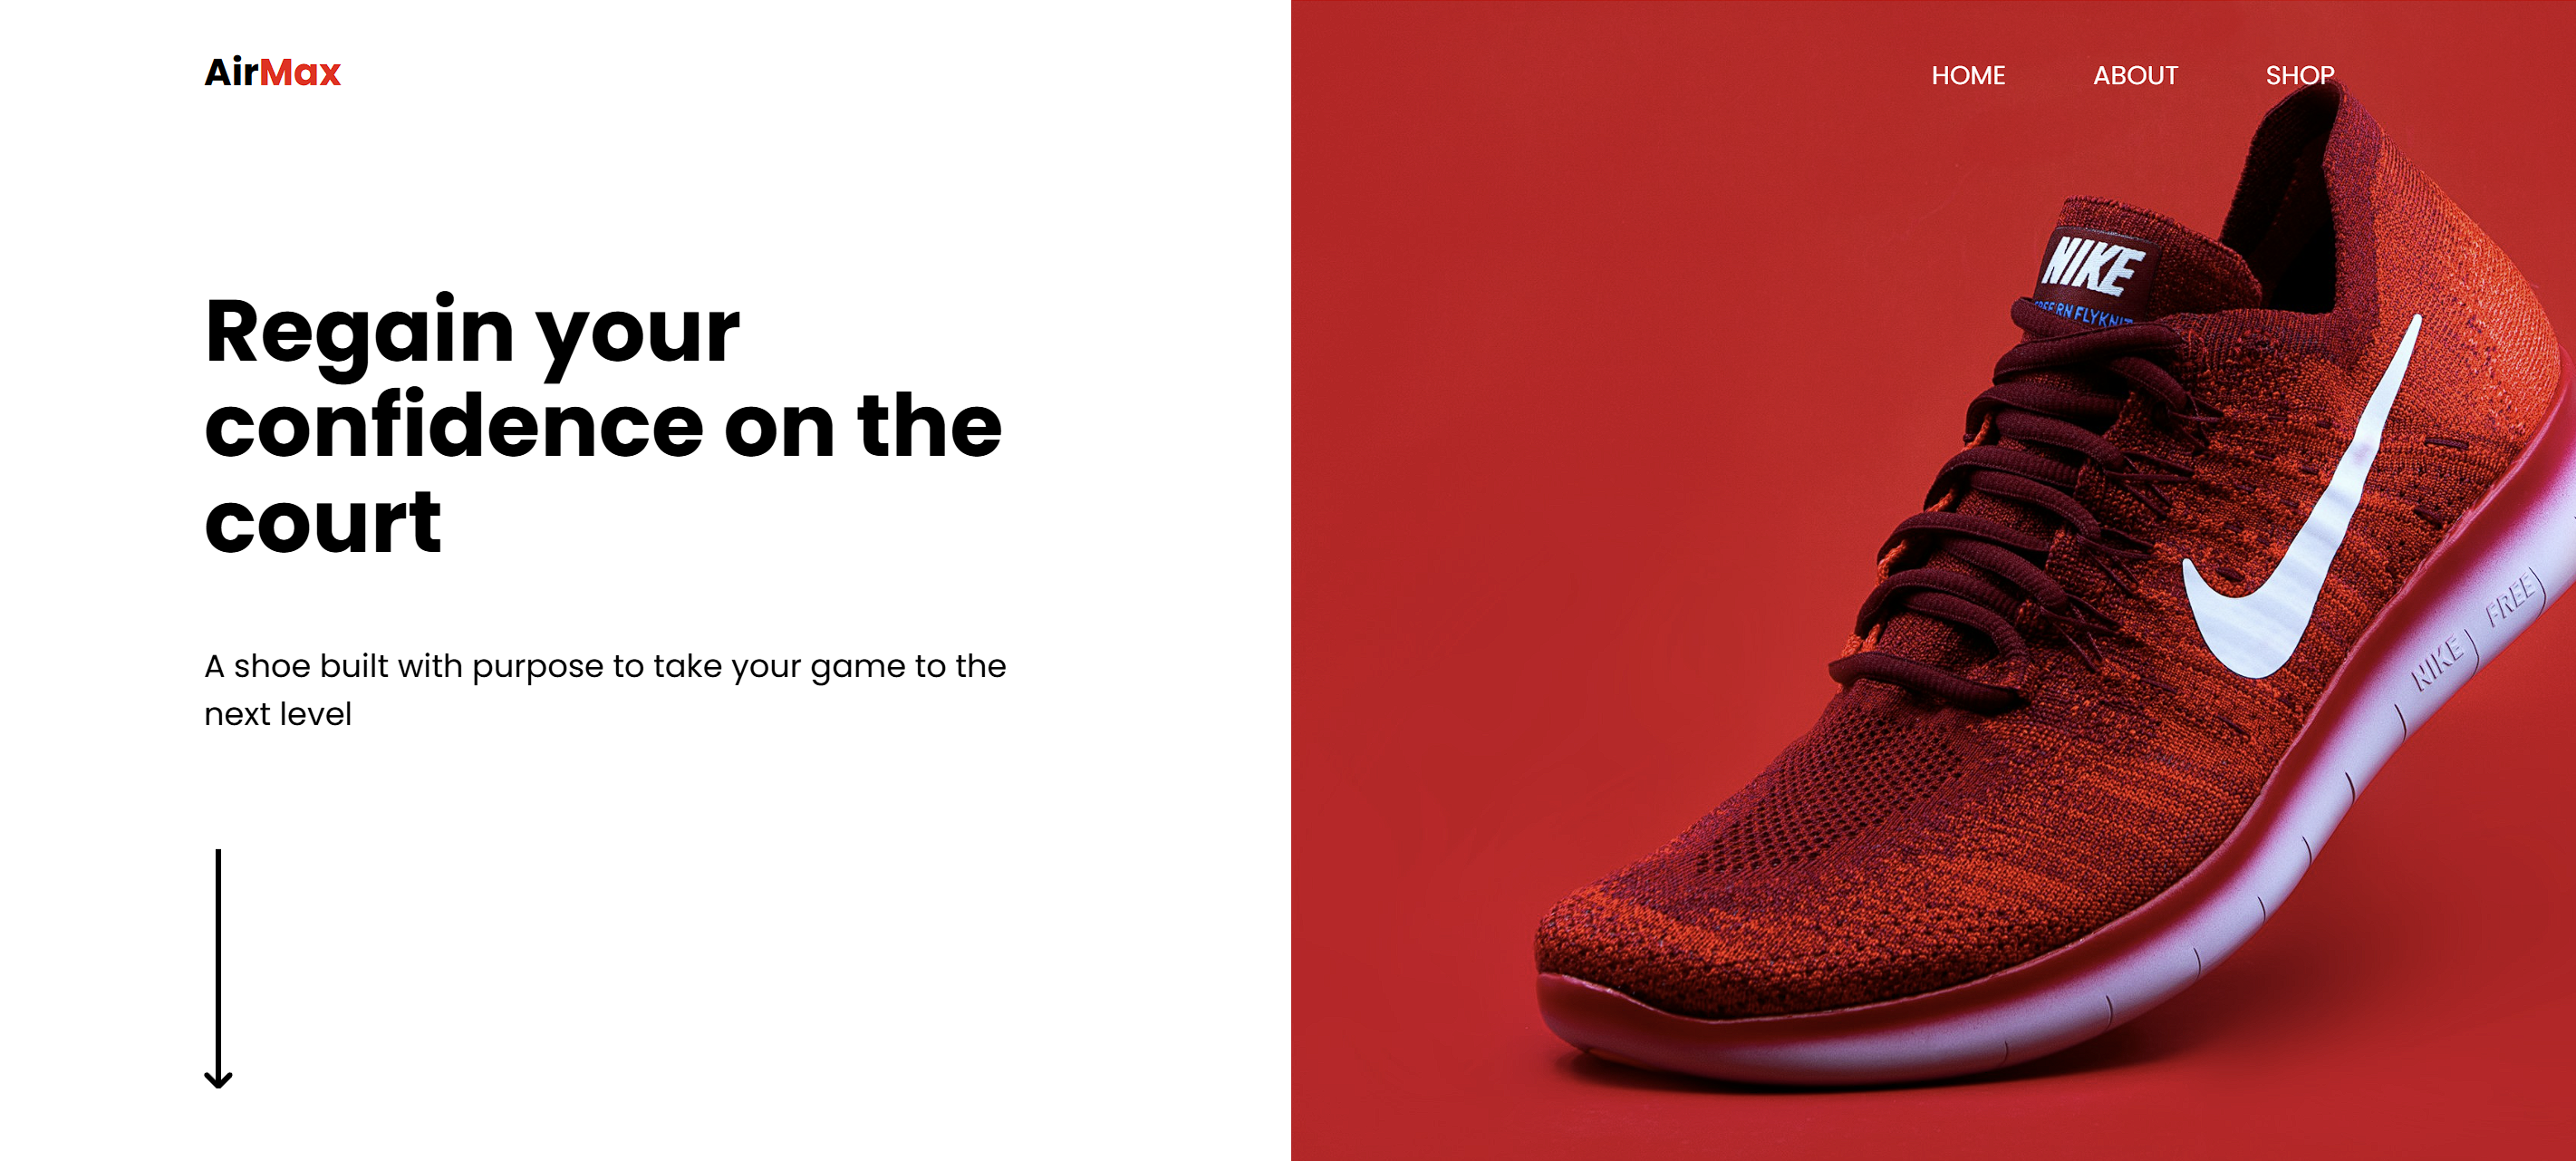 AirMax
HOME
ABOUT
SHOP
Regain your
confidence on the
court
A shoe built with purpose to take your game to the
next level
NIKE
RN FLYKNIT
NIKE
FREE